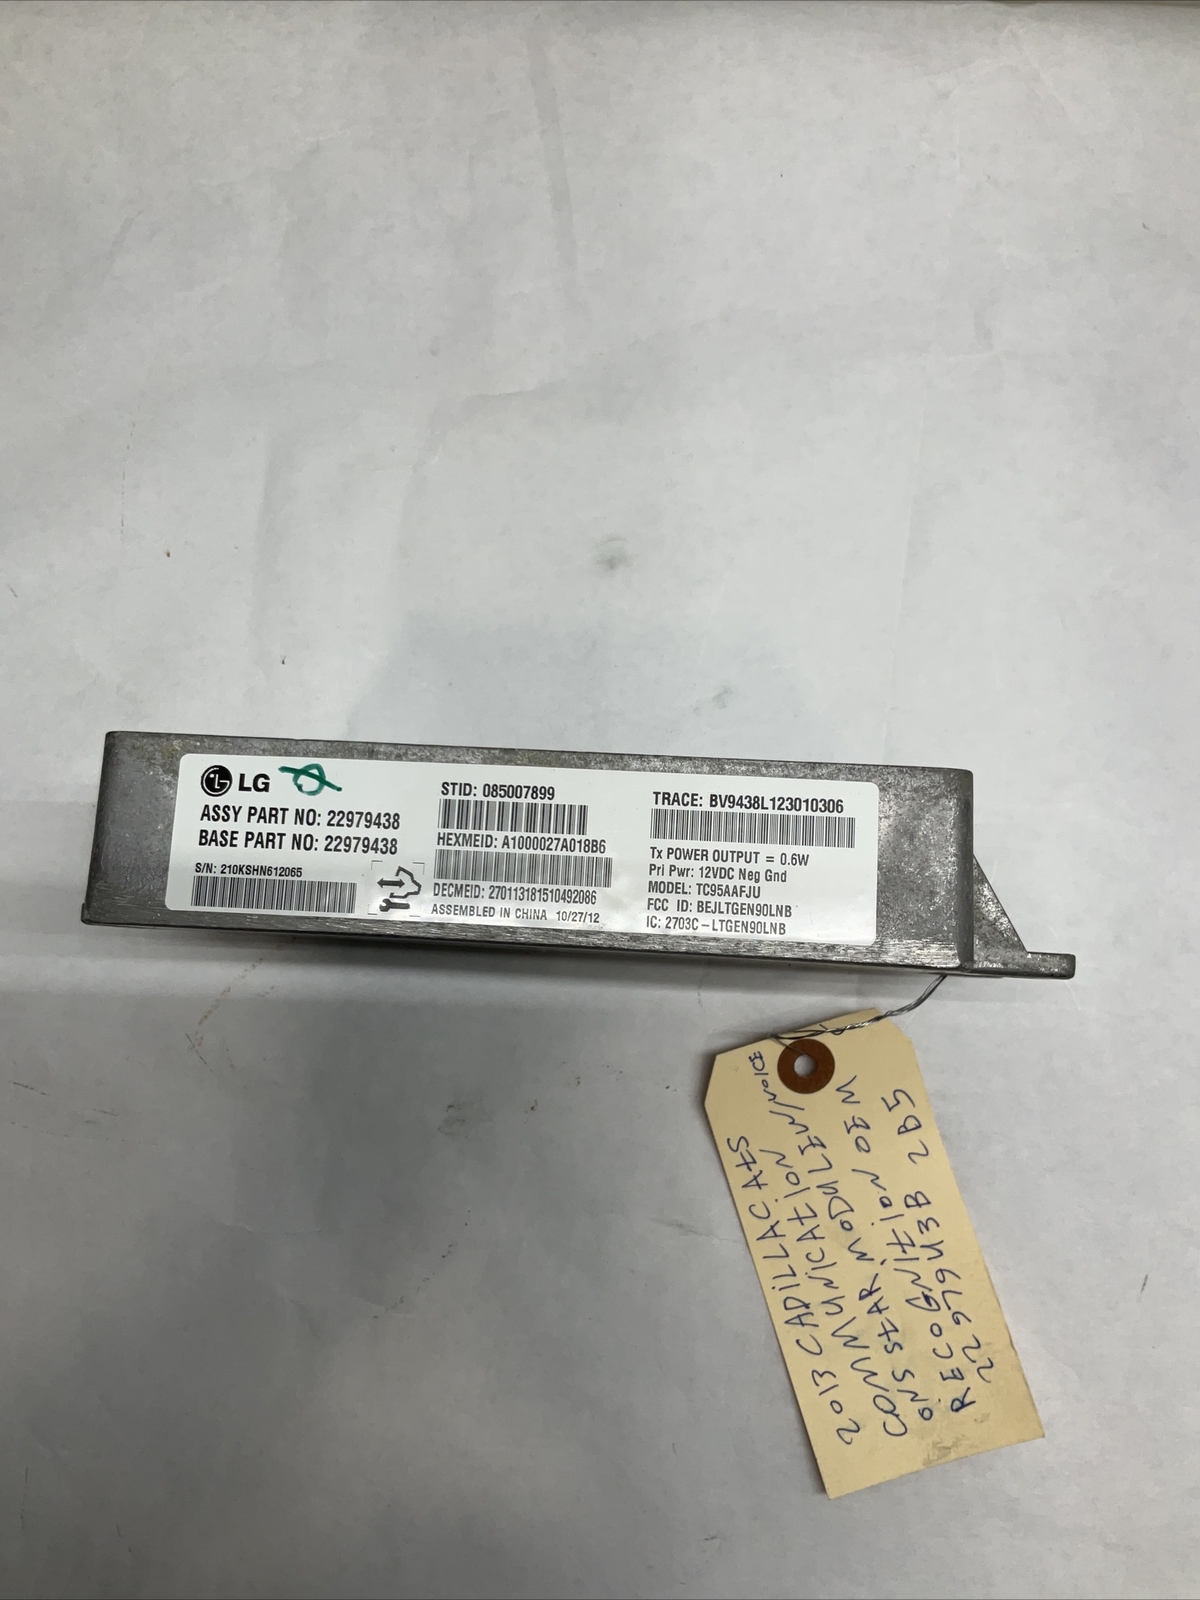 LG
ASSY PART NO: 22979438
BASE PART NO: 22979438
S/N: 210KSHN612065
STID: 085007899
HEXMEID: A1000027A018B6
DECMEID: 270113181510492086
ASSEMBLED IN CHINA 10/27/12
TRACE: BV9438L123010306
Tx POWER OUTPUT = 0.6W
Pri Pwr: 12VDC Neg Gnd
MODEL: TC95AAFJU
FCC ID: BEJLTGEN90LNB
IC: 2703C-LTGEN90LNB
2013 CADILLAC ATS
COMMUNICATION
ONSTAR MODULE W/VOICE
RECOGNITION OEM
22979438 2D5